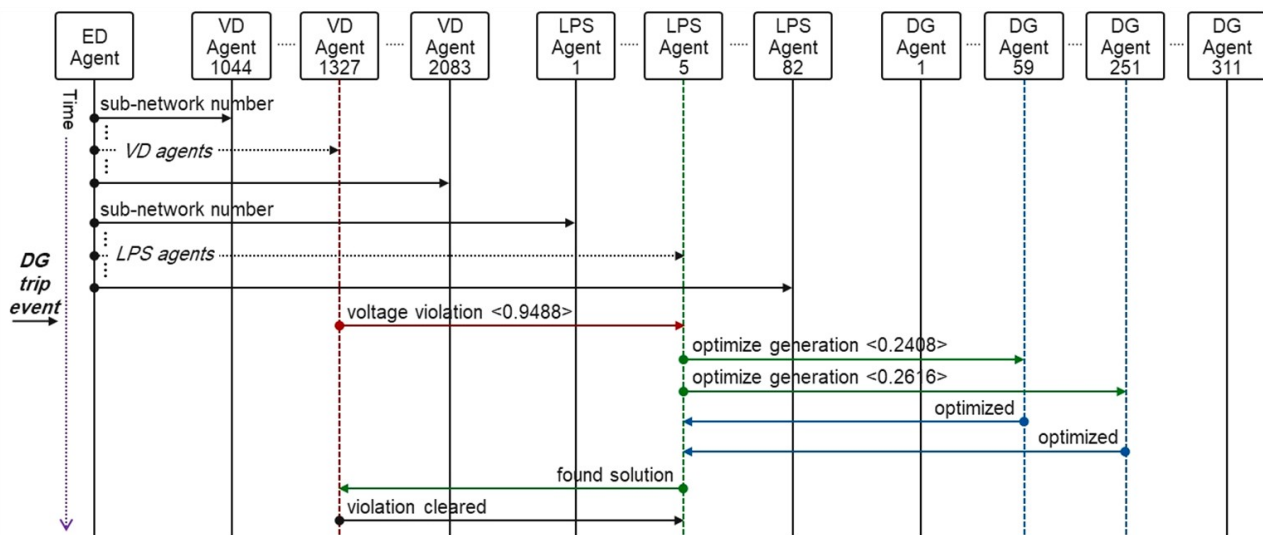 ED
Agent
VD
Agent
1044
VD
Agent
1327
VD
Agent
2083
LPS
Agent
1
LPS
Agent
5
LPS
Agent
82
DG
Agent
1
DG
Agent
59
DG
Agent
251
DG
Agent
311
Time
sub-network number
VD agents
sub-network number
LPS agents
DG
trip
event
voltage violation <0.9488>
optimize generation <0.2408>
optimize generation <0.2616>
optimized
optimized
found solution
violation cleared